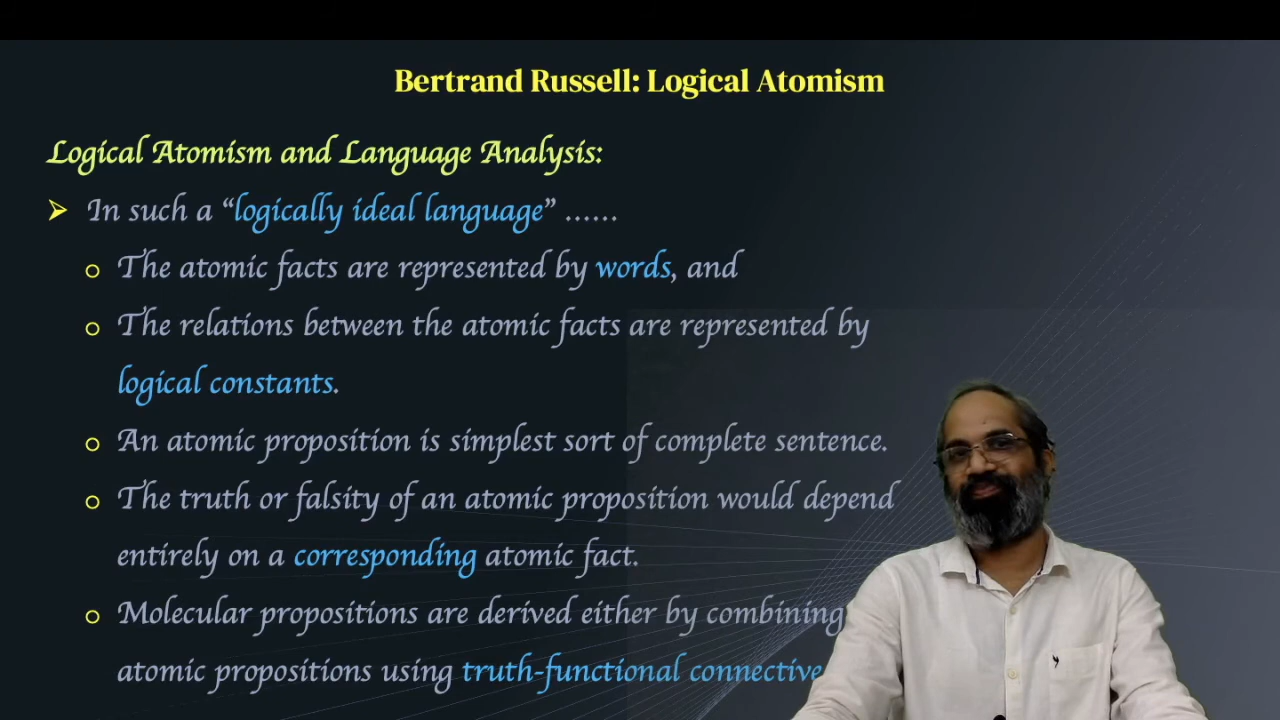 Bertrand Russell: Logical Atomism
Logical Atomism and Language Analysis:
➤ In such a “logically ideal language” ......
o The atomic facts are represented by words, and
o The relations between the atomic facts are represented by
logical constants.
o An atomic proposition is simplest sort of complete sentence.
o The truth or falsity of an atomic proposition would depend
entirely on a corresponding atomic fact.
o Molecular propositions are derived either by combining
atomic propositions using truth-functional connective